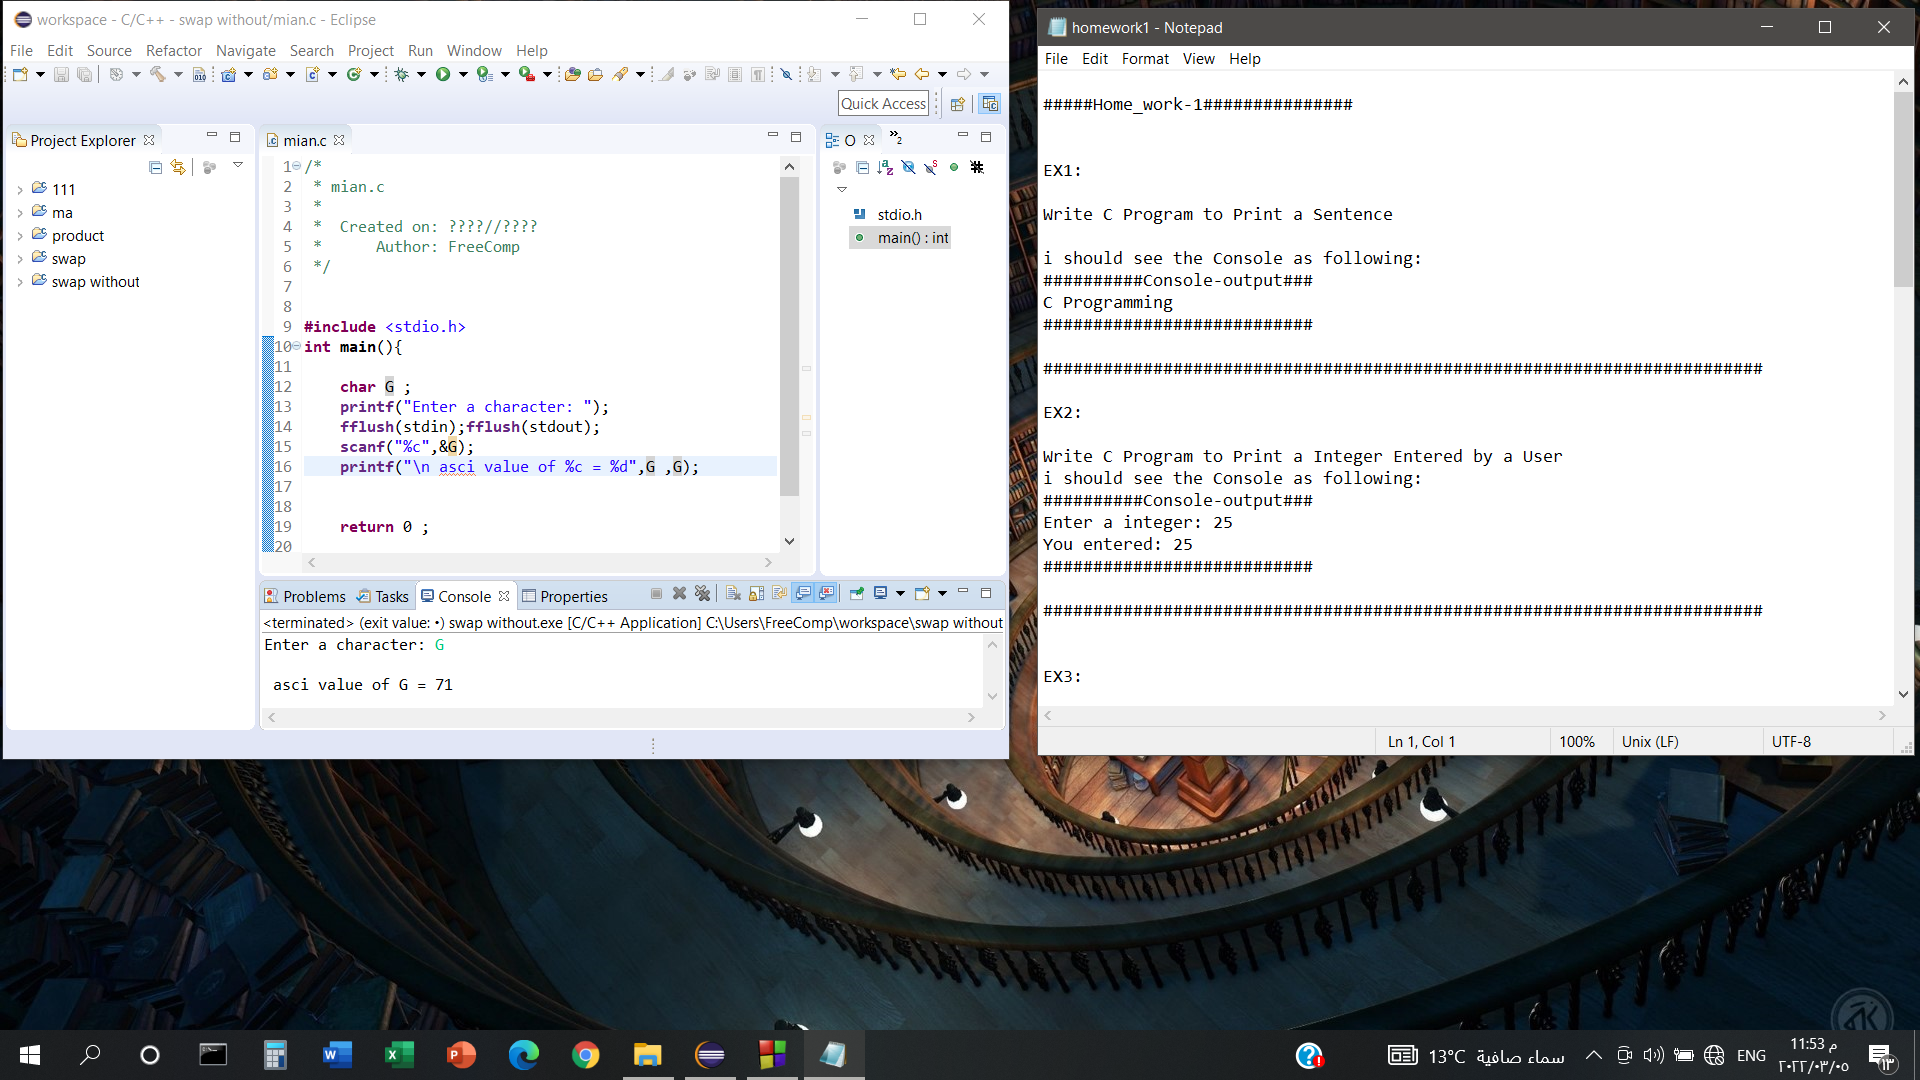 workspace - C/C++ - swap without/mian.c - Eclipse
File Edit Source Refactor Navigate Search Project Run Window Help
Quick Access
Project Explorer
111
ma
product
swap
swap without
mian.c
1 /*
2  * mian.c
3  *
4  *  Created on: ????//????
5  *      Author: FreeComp
6  */
7
8
9 #include <stdio.h>
10 int main(){
11
12     char G ;
13     printf("Enter a character: ");
14     fflush(stdin);fflush(stdout);
15     scanf("%c",&G);
16     printf("\n asci value of %c = %d",G ,G);
17
18
19     return 0 ;
20
O
2
stdio.h
main() : int
Problems Tasks Console Properties
<terminated> (exit value: •) swap without.exe [C/C++ Application] C:\Users\FreeComp\workspace\swap without
Enter a character: G
asci value of G = 71
homework1 - Notepad
File Edit Format View Help
#####Home_work-1###############
EX1:
Write C Program to Print a Sentence
i should see the Console as following:
##########Console-output###
C Programming
###########################
########################################################################
EX2:
Write C Program to Print a Integer Entered by a User
i should see the Console as following:
##########Console-output###
Enter a integer: 25
You entered: 25
###########################
########################################################################
EX3:
Ln 1, Col 1 100% Unix (LF) UTF-8
13°C سماء صافية
ENG
11:53 م
٢٠٢٢/٠٣/٠٥
١٣